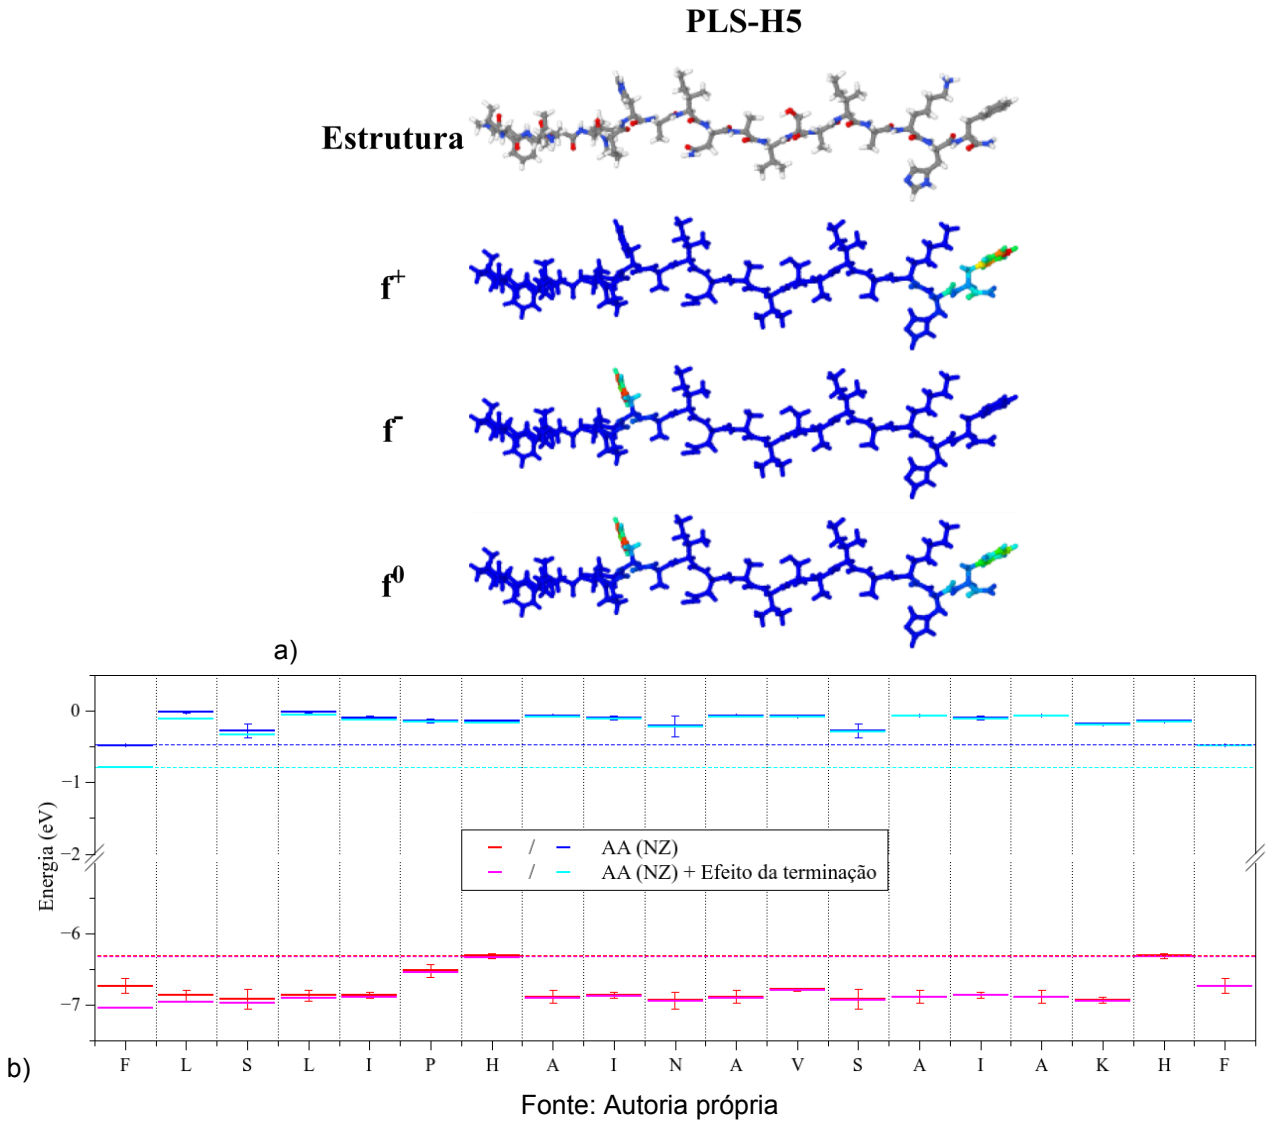 PLS-H5
Estrutura
f+
f-
f0
a)
Energia (eV)
0
−1
−2
−6
−7
/ AA (NZ)
/ AA (NZ) + Efeito da terminação
F L S L I P H A I N A V S A I A K H F
b)
Fonte: Autoria própria